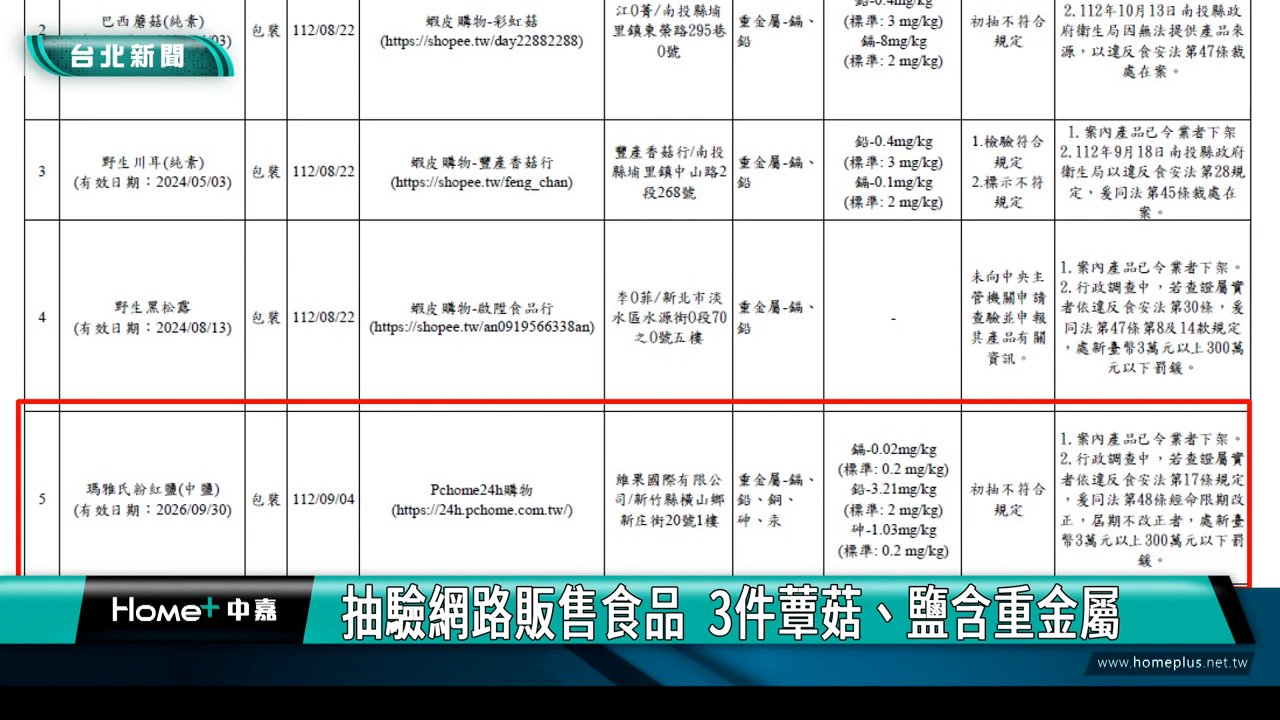 2
巴西蘑菇(純素)
包裝
112/08/22
蝦皮購物-彩虹菇
(https://shopee.tw/day22882288)
江O菁/南投縣埔
里鎮東榮路295巷
O號
重金屬-鎘、
鉛
鉛-0.4mg/kg
(標準: 3 mg/kg)
鎘-8mg/kg
(標準: 2 mg/kg)
初抽不符合
規定
2.112年10月13日南投縣政
府衛生局因無法提供產品來
源，以違反食安法第47條裁
處在案。
台北新聞
3
野生川耳(純素)
(有效日期：2024/05/03)
包裝
112/08/22
蝦皮購物-豐產香菇行
(https://shopee.tw/feng_chan)
豐產香菇行/南投
縣埔里鎮中山路2
段268號
重金屬-鎘、
鉛
鉛-0.4mg/kg
(標準: 3 mg/kg)
鎘-0.1mg/kg
(標準: 2 mg/kg)
1.檢驗符合
規定
2.標示不符
規定
1.案內產品已令業者下架
2.112年9月18日南投縣政府
衛生局以違反食安法第28規
定，爰同法第45條裁處在
案。
4
野生黑松露
(有效日期：2024/08/13)
包裝
112/08/22
蝦皮購物-啟陞食品行
(https://shopee.tw/an0919566338an)
李O菲/新北市淡
水區水源街O段70
之O號五樓
重金屬-鎘、
鉛
-
未向中央主
管機關申請
查驗並申報
其產品有關
資訊。
1.案內產品已令業者下架。
2.行政調查中，若查證屬實
者依違反食安法第30條，爰
同法第47條第8及14款規定
，處新臺幣3萬元以上300萬
元以下罰鍰。
5
瑪雅氏粉紅鹽(中鹽)
(有效日期：2026/09/30)
包裝
112/09/04
Pchome24h購物
(https://24h.pchome.com.tw/)
維果國際有限公
司/新竹縣橫山鄉
新庄街20號1樓
重金屬-鎘、
鉛、銅、
砷、汞
鎘-0.02mg/kg
(標準: 0.2 mg/kg)
鉛-3.21mg/kg
(標準: 2 mg/kg)
砷-1.03mg/kg
(標準: 0.2 mg/kg)
初抽不符合
規定
1.案內產品已令業者下架。
2.行政調查中，若查證屬實
者依違反食安法第17條規定
，爰同法第48條經命限期改
正，屆期不改正者，處新臺
幣3萬元以上300萬元以下罰
鍰。
Home+中嘉
抽驗網路販售食品 3件蕈菇、鹽含重金屬
www.homeplus.net.tw